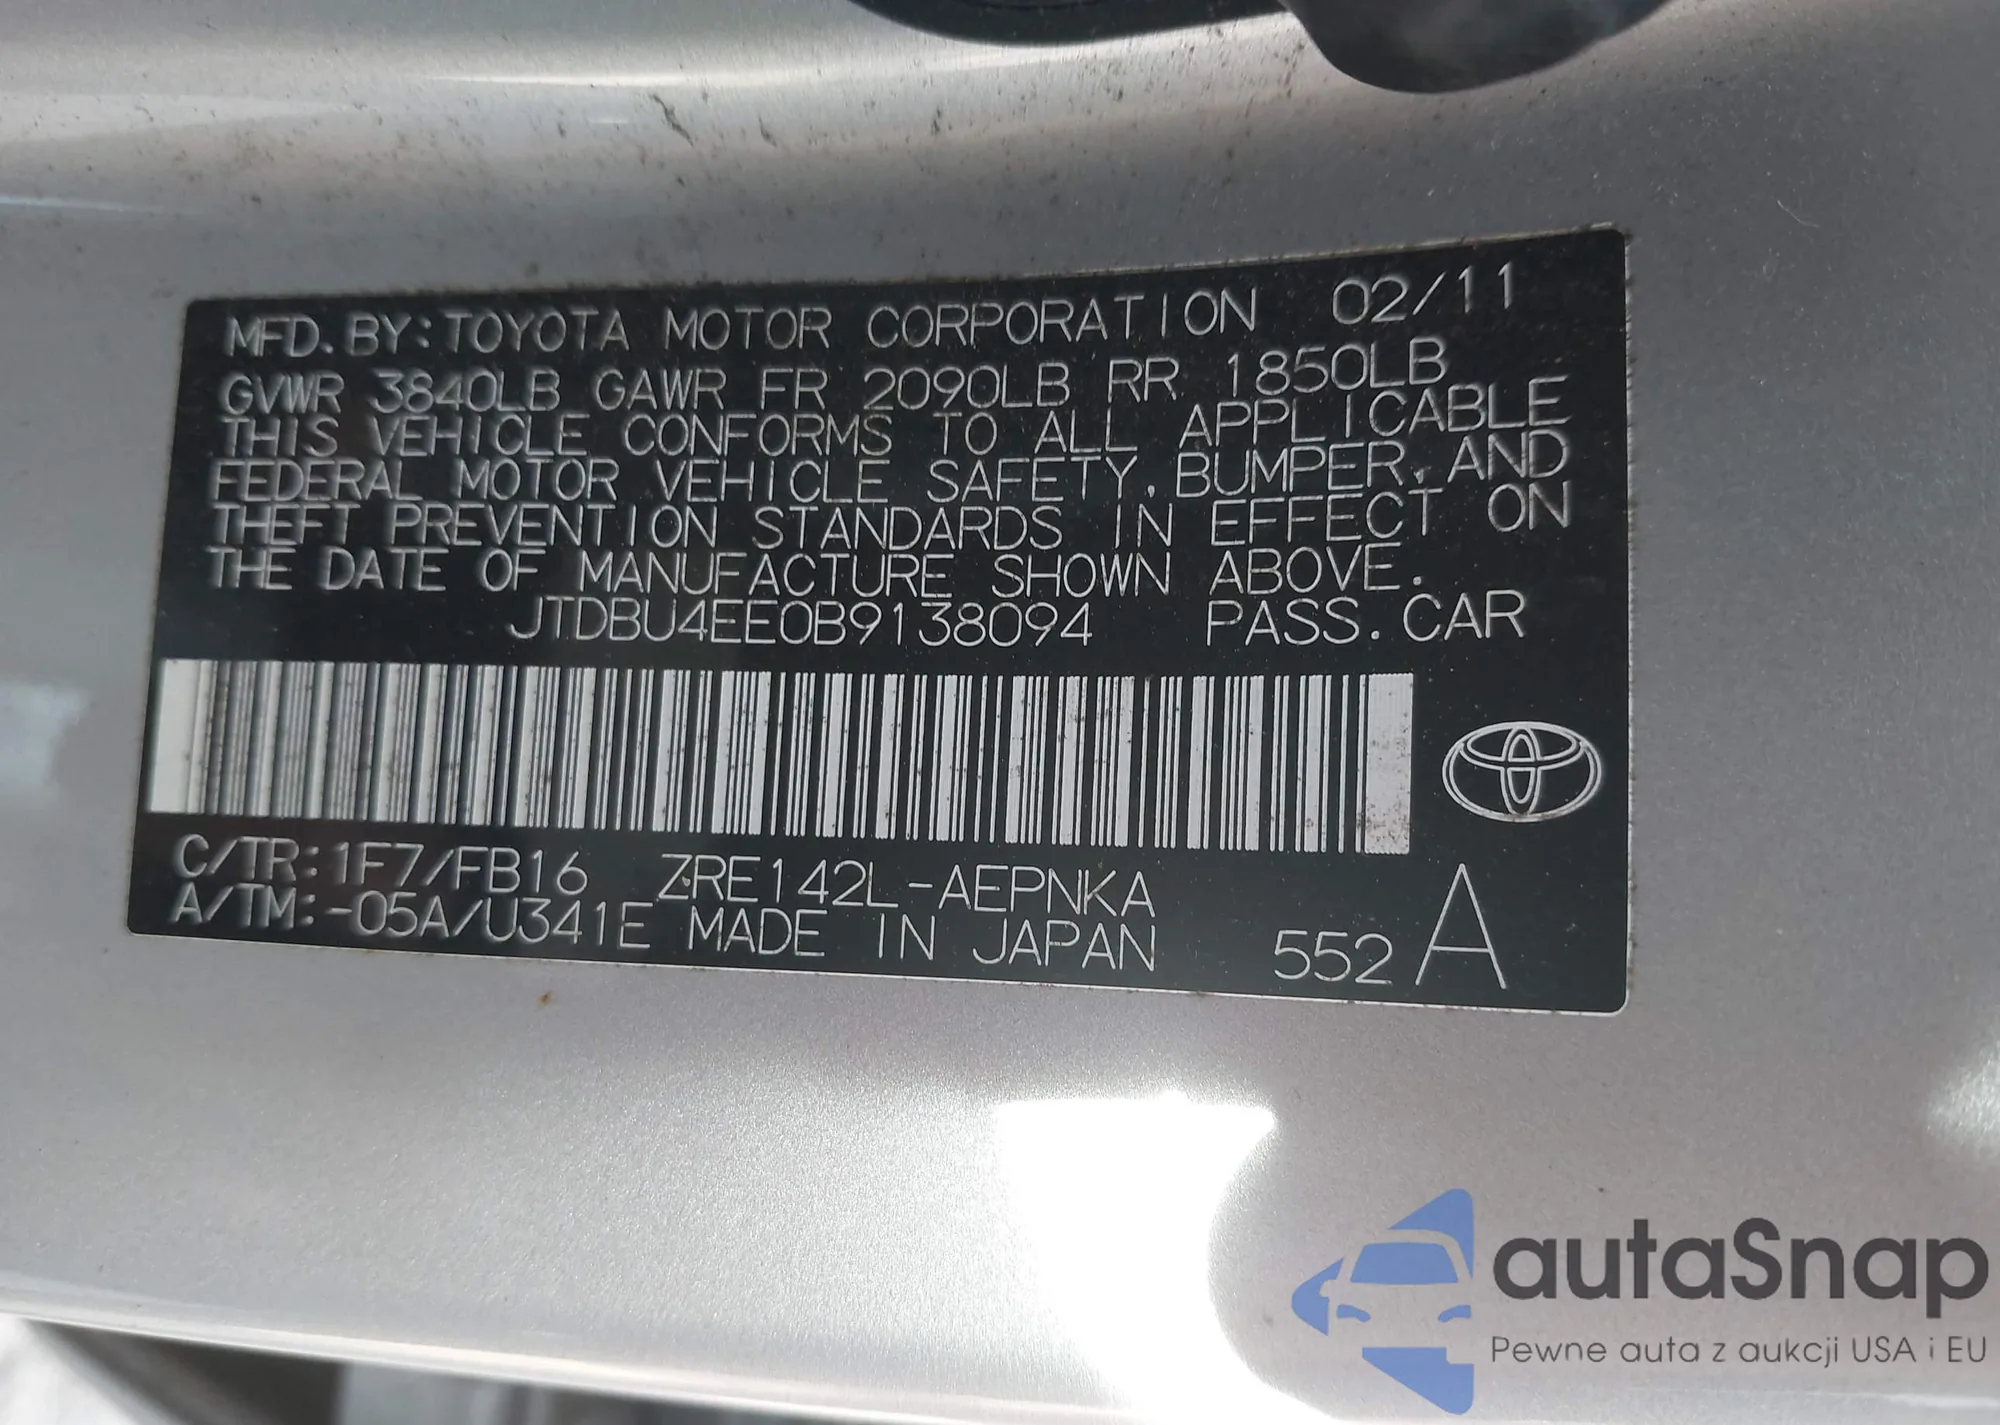 MFD. BY: TOYOTA MOTOR CORPORATION 02/11
GVWR 3840LB GAWR FR 2090LB RR 1850LB
THIS VEHICLE CONFORMS TO ALL APPLICABLE
FEDERAL MOTOR VEHICLE SAFETY, BUMPER, AND
THEFT PREVENTION STANDARDS IN EFFECT ON
THE DATE OF MANUFACTURE SHOWN ABOVE.
JTDBU4EE0B9138094 PASS. CAR
C/TR: 1F7/FB16 ZRE142L-AEPNKA
A/TM: -05A/U341E MADE IN JAPAN 552 A
autaSnap
Pewne auta z aukcji USA i EU